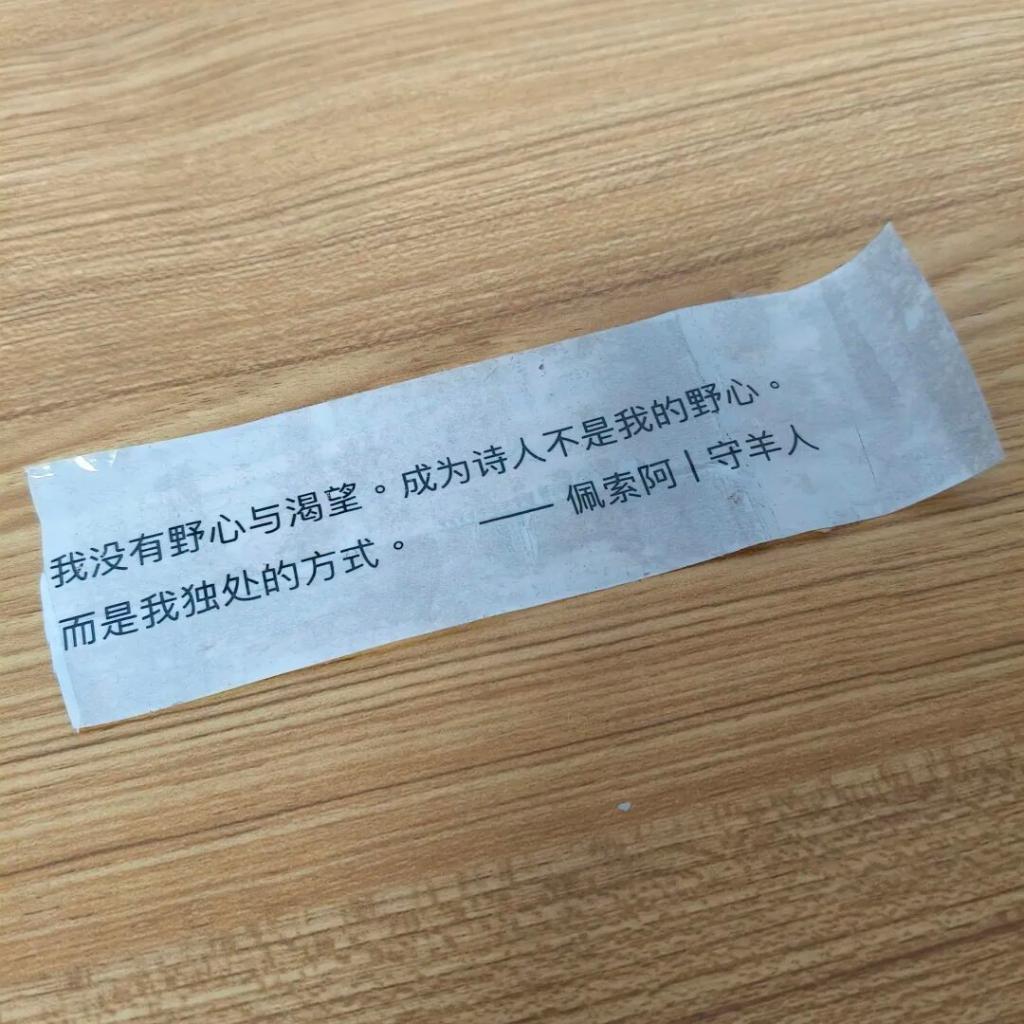 我没有野心与渴望。成为诗人不是我的野心。
而是我独处的方式。 —— 佩索阿 | 守羊人